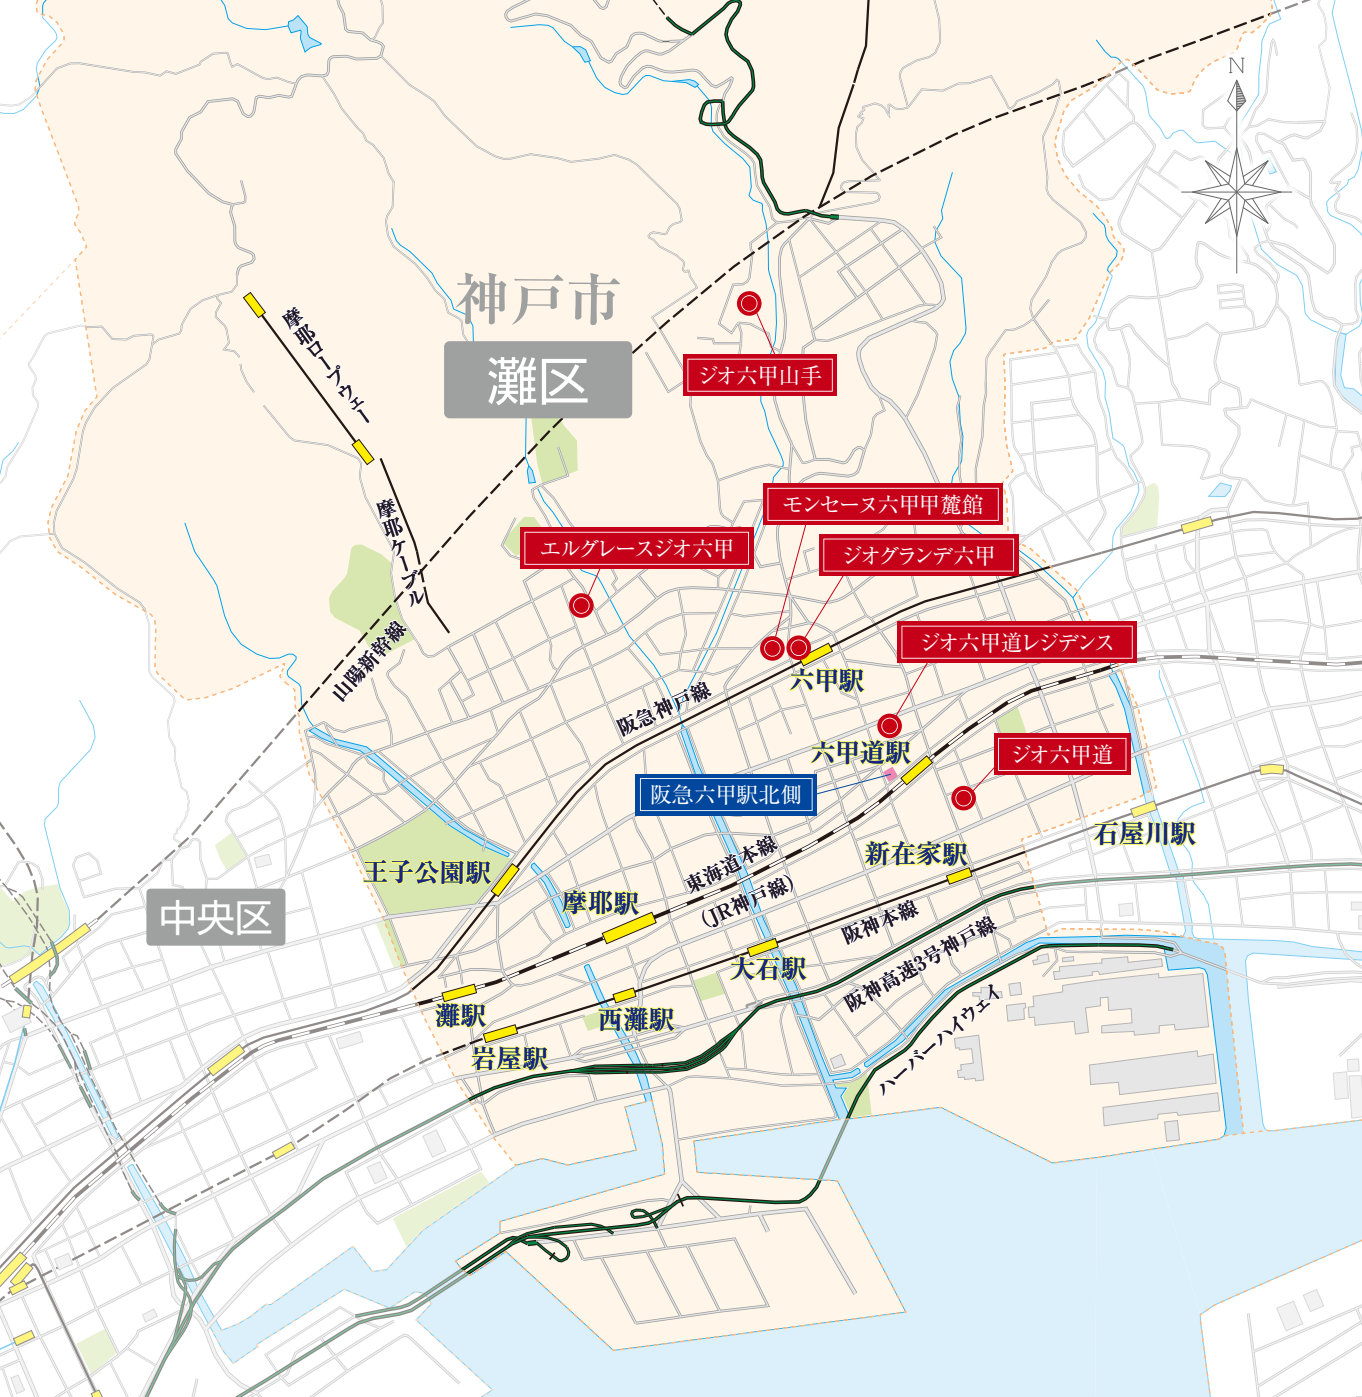 N
神戸市
灘区
摩耶ロープウェー
ジオ六甲山手
モンセーヌ六甲甲麓館
摩耶ケーブル
エルグレースジオ六甲
ジオグランデ六甲
山陽新幹線
ジオ六甲道レジデンス
六甲駅
阪急神戸線
六甲道駅
ジオ六甲道
阪急六甲駅北側
石屋川駅
新在家駅
東海道本線
(JR神戸線)
王子公園駅
摩耶駅
中央区
阪神本線
大石駅
阪神高速3号神戸線
灘駅
西灘駅
岩屋駅
ハーバーハイウェイ